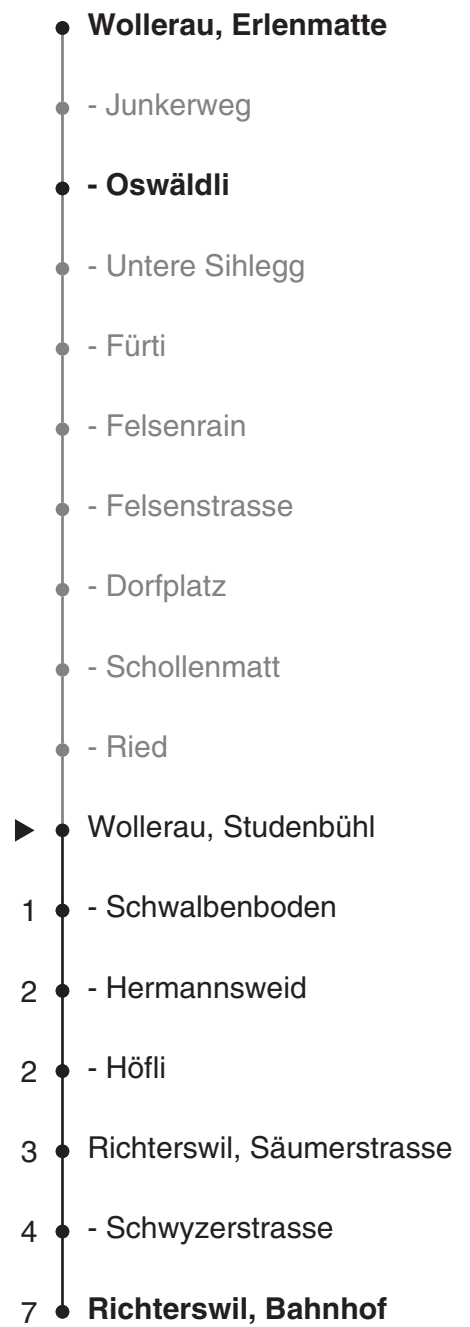 Wollerau, Erlenmatte
- Junkerweg
- Oswäldli
- Untere Sihlegg
- Fürti
- Felsenrain
- Felsenstrasse
- Dorfplatz
- Schollenmatt
- Ried
Wollerau, Studenbühl
1 - Schwalbenboden
2 - Hermannsweid
2 - Höfli
3 Richterswil, Säumerstrasse
4 - Schwyzerstrasse
7 Richterswil, Bahnhof